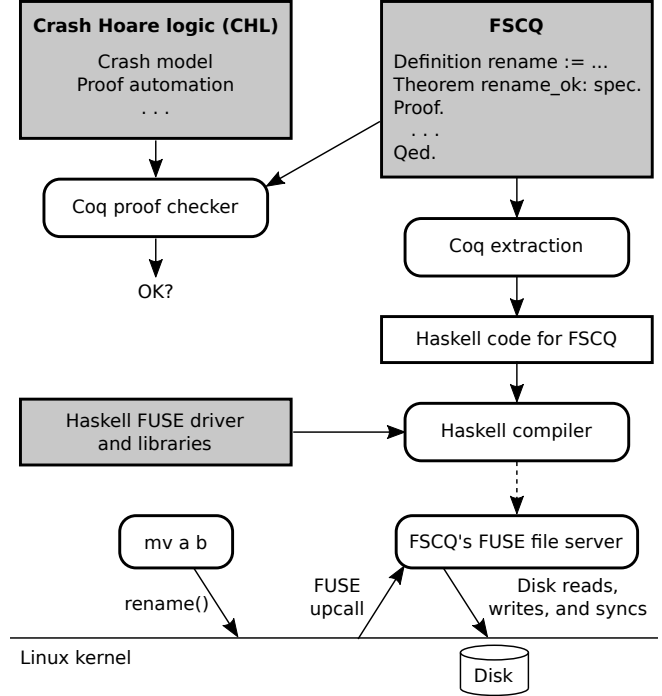 Crash Hoare logic (CHL)
Crash model
Proof automation
. . .
FSCQ
Definition rename := ...
Theorem rename_ok: spec.
Proof.
. . .
Qed.
Coq proof checker
OK?
Coq extraction
Haskell code for FSCQ
Haskell FUSE driver
and libraries
Haskell compiler
mv a b
FSCQ's FUSE file server
rename()
FUSE
upcall
Disk reads,
writes, and syncs
Linux kernel
Disk